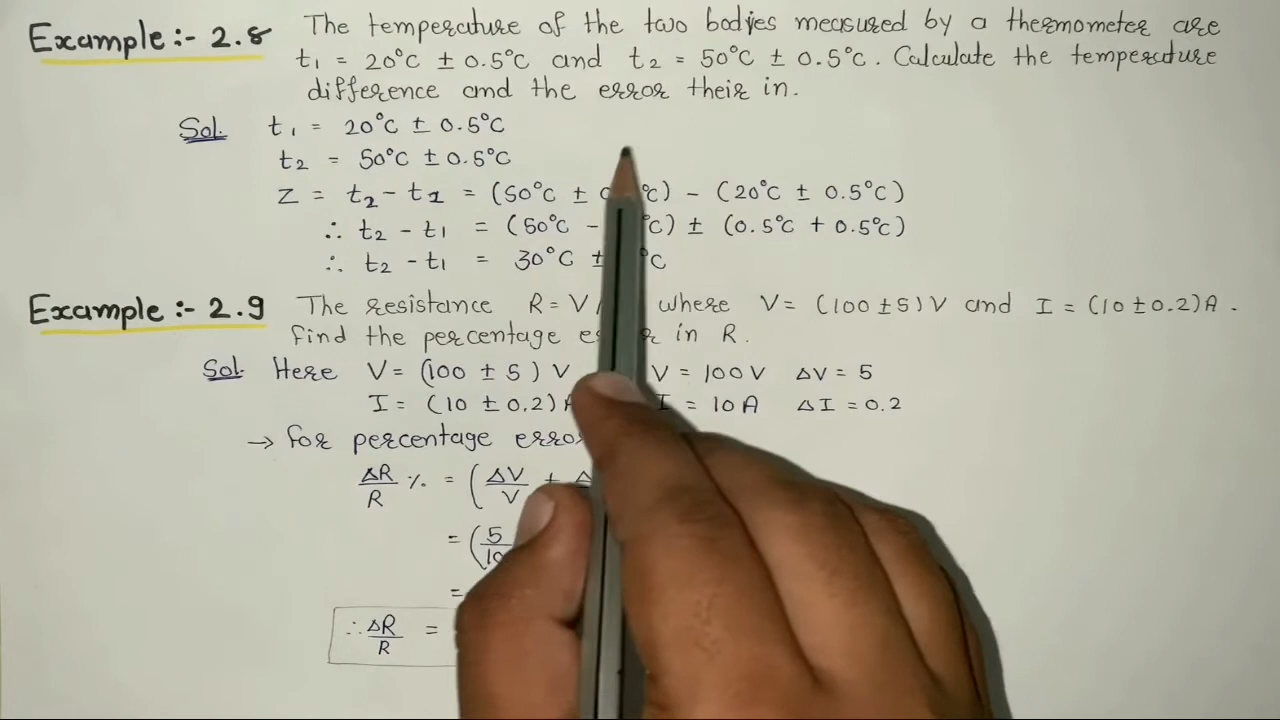 Example :- 2.8 The temperature of the two bodies measured by a thermometer are
t1 = 20°C ± 0.5°C and t2 = 50°C ± 0.5°C. Calculate the temperature
difference and the error their in.
Sol. t1 = 20°C ± 0.5°C
t2 = 50°C ± 0.5°C
Z = t2 - t1 = (50°C ± °C) - (20°C ± 0.5°C)
∴ t2 - t1 = (50°C - °C) ± (0.5°C + 0.5°C)
∴ t2 - t1 = 30°C ± °C
Example :- 2.9 The resistance R = V/ where V = (100 ± 5) V and I = (10 ± 0.2) A.
find the percentage in R.
Sol. Here V = (100 ± 5) V V = 100 V ΔV = 5
I = (10 ± 0.2) I = 10 A ΔI = 0.2
→ for percentage
ΔR/R % = (ΔV/V +
= (5/
=
∴ ΔR/R =